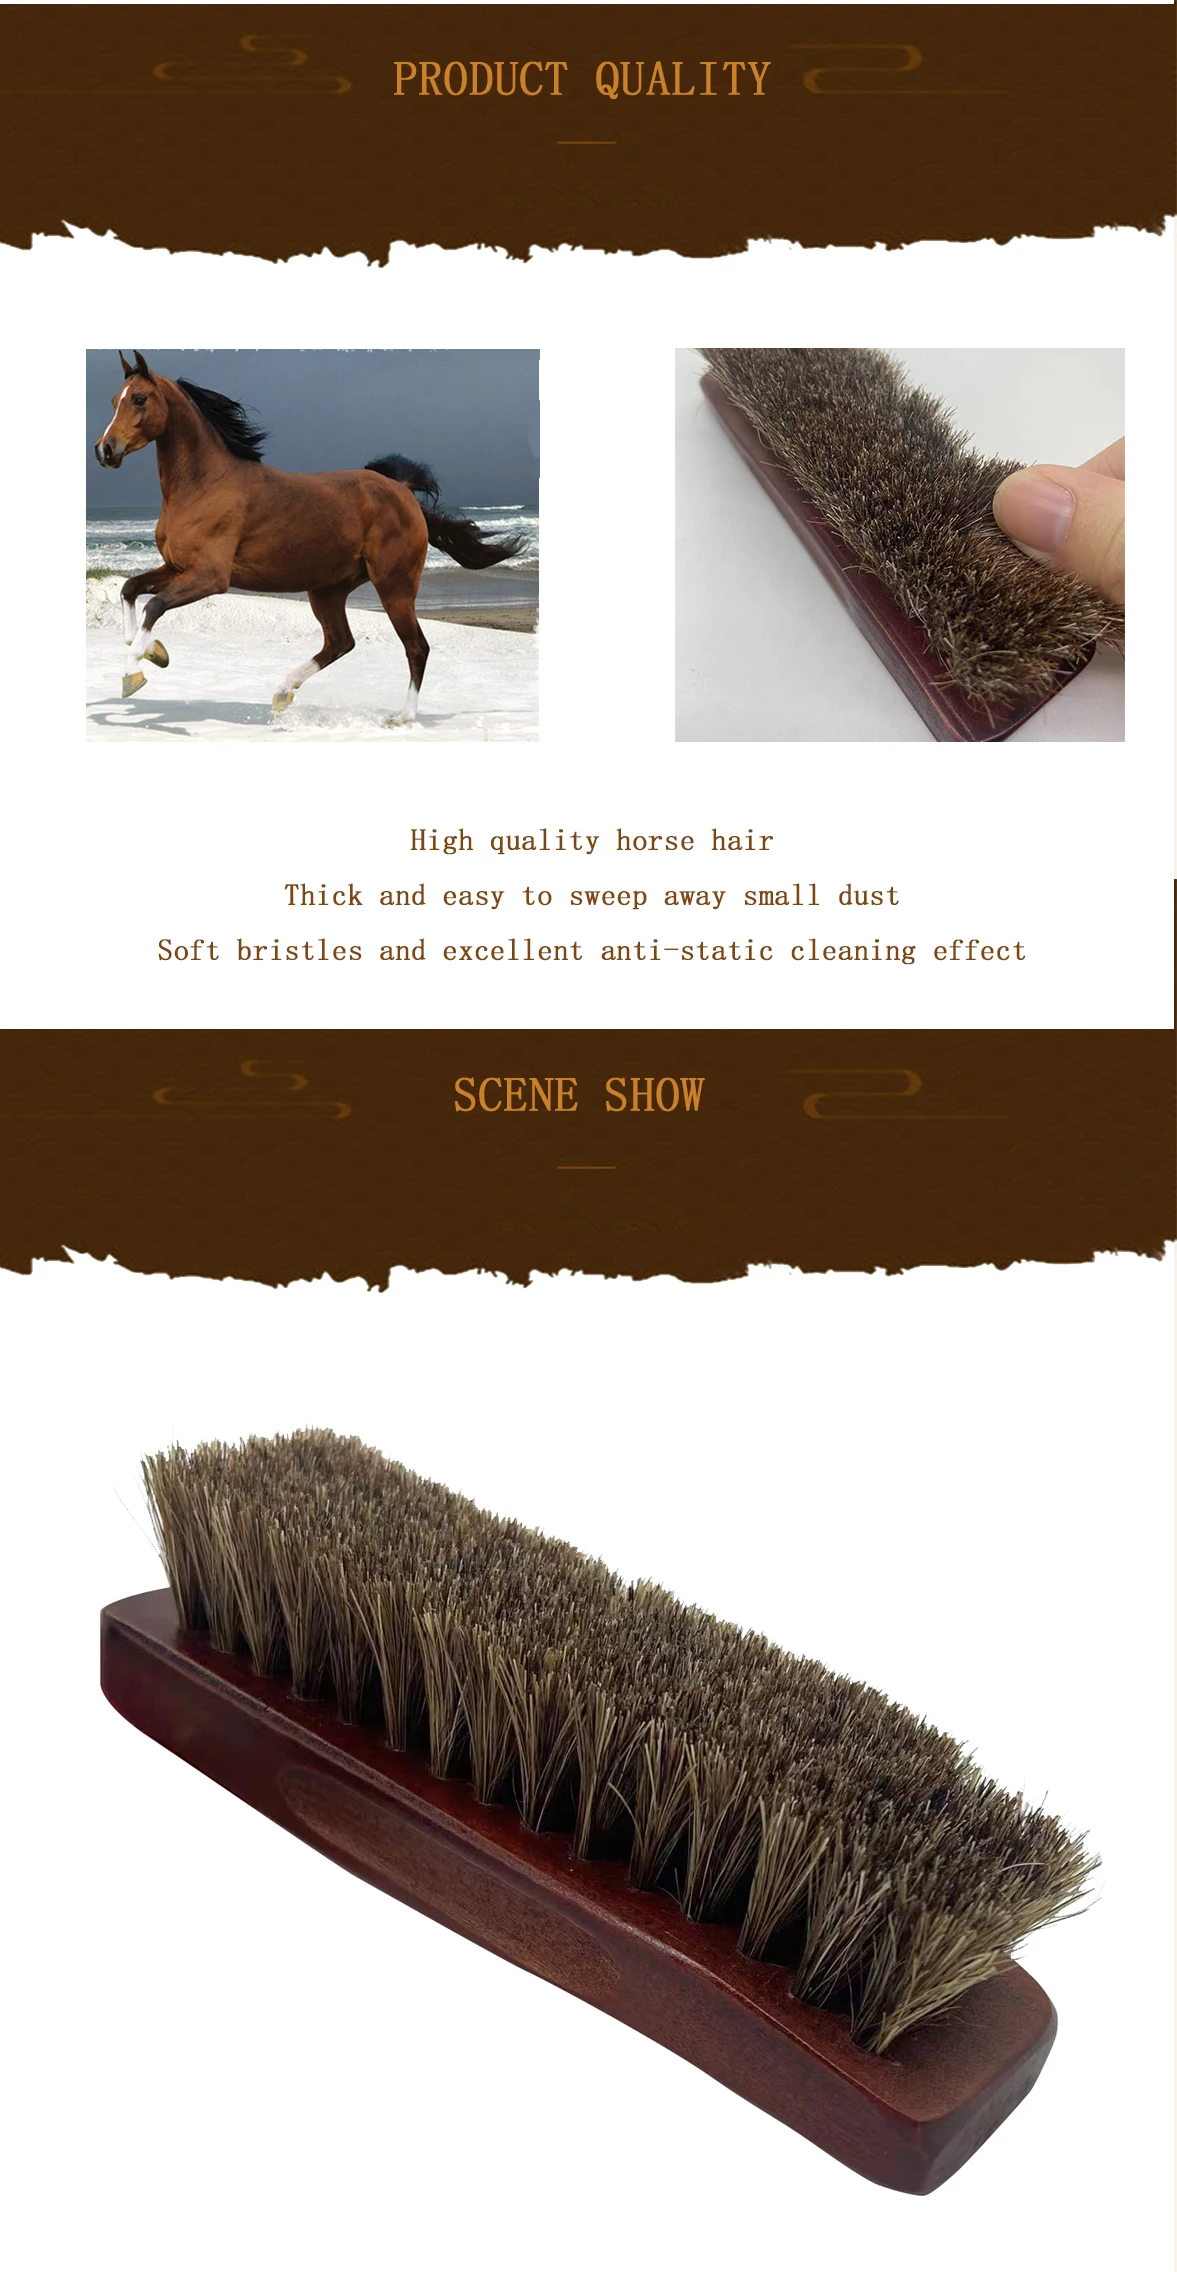 PRODUCT QUALITY
High quality horse hair
Thick and easy to sweep away small dust
Soft bristles and excellent anti-static cleaning effect
SCENE SHOW